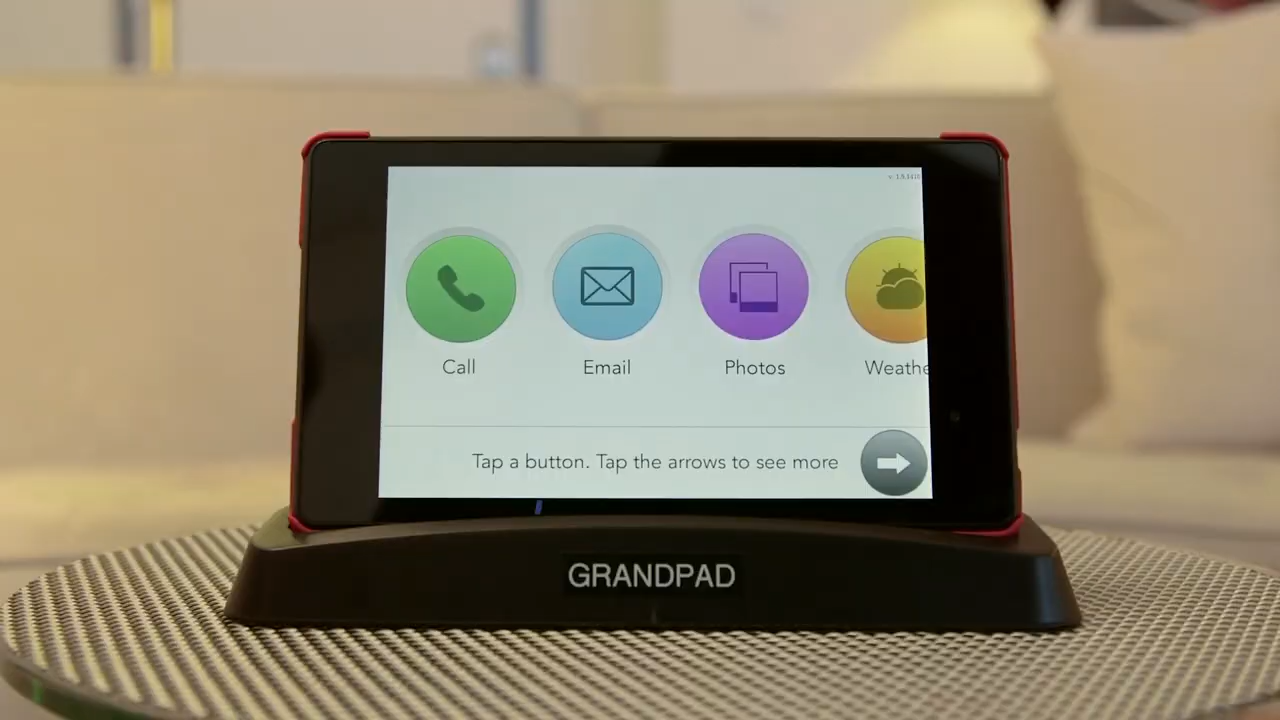 Call
Email
Photos
Weathe
Tap a button. Tap the arrows to see more
GRANDPAD